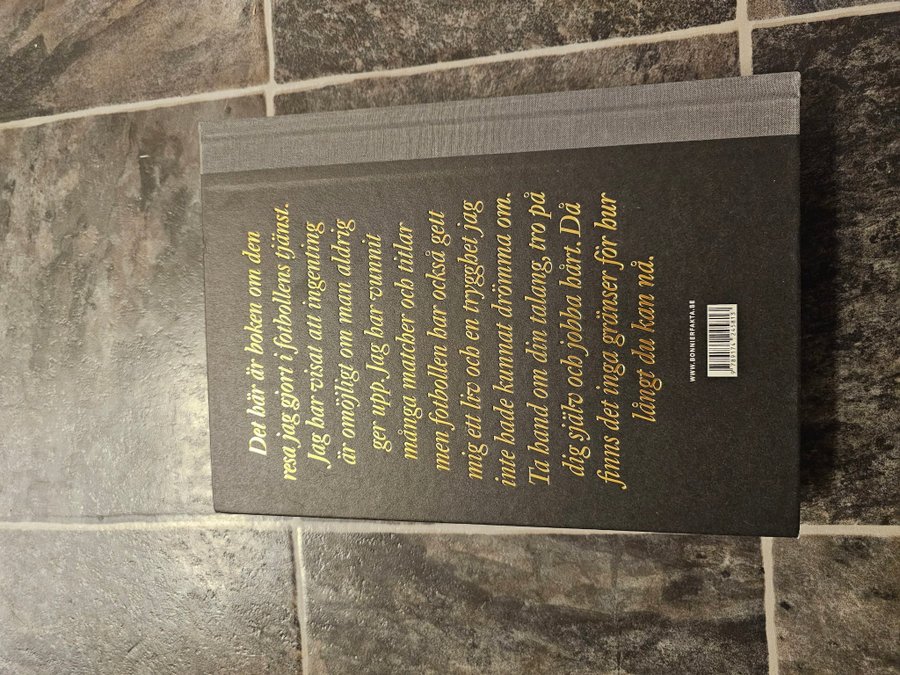 Det här är boken om den
resa jag gjort i fotbollens tjänst.
Jag har visat att ingenting
är omöjligt om man aldrig
ger upp. Jag har vunnit
många matcher och titlar
men fotbollen har också gett
mig ett liv och en trygghet jag
inte hade kunnat drömma om.
Ta hand om din talang, tro på
dig själv och jobba hårt. Då
finns det inga gränser för hur
långt du kan nå.
WWW.BONNIERFAKTA.SE
9 789174 245813